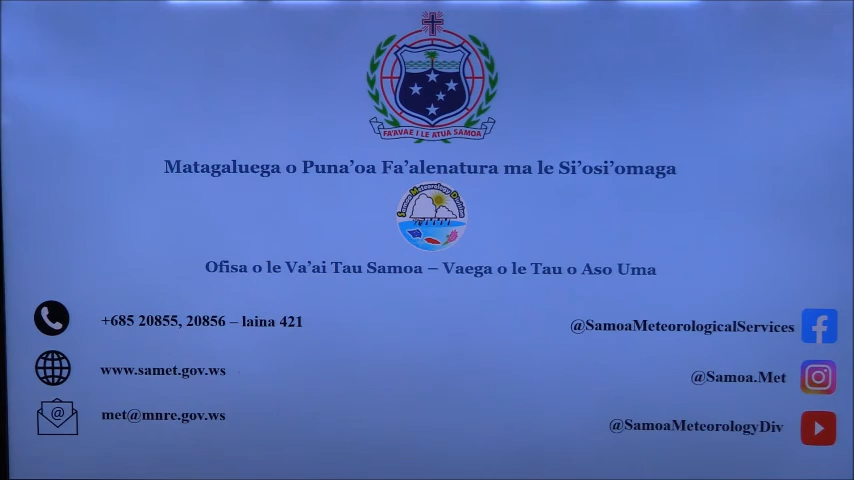 FA'AVAE I LE ATUA SAMOA
Matagaluega o Puna’oa Fa’alenatura ma le Si’osi’omaga
Samoa Meteorology Division
Ofisa o le Va’ai Tau Samoa – Vaega o le Tau o Aso Uma
+685 20855, 20856 – laina 421
@SamoaMeteorologicalServices
www.samet.gov.ws
@Samoa.Met
met@mnre.gov.ws
@SamoaMeteorologyDiv